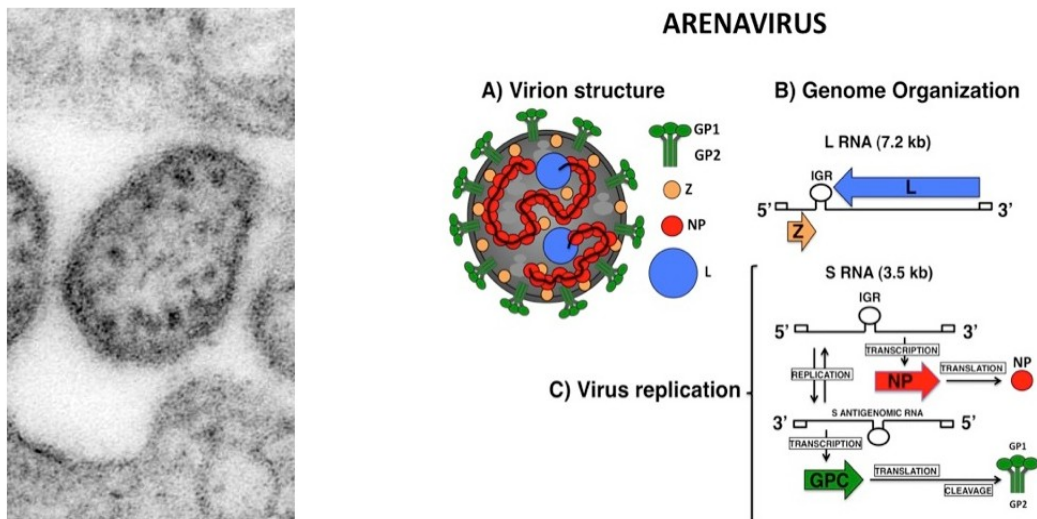 ARENAVIRUS
A) Virion structure
GP1
GP2
Z
NP
L
B) Genome Organization
L RNA (7.2 kb)
IGR
L
5’
3’
Z
S RNA (3.5 kb)
IGR
5’
3’
C) Virus replication
TRANSCRIPTION
REPLICATION
NP
TRANSLATION
NP
S ANTIGENOMIC RNA
3’
5’
TRANSCRIPTION
GPC
TRANSLATION
CLEAVAGE
GP1
GP2